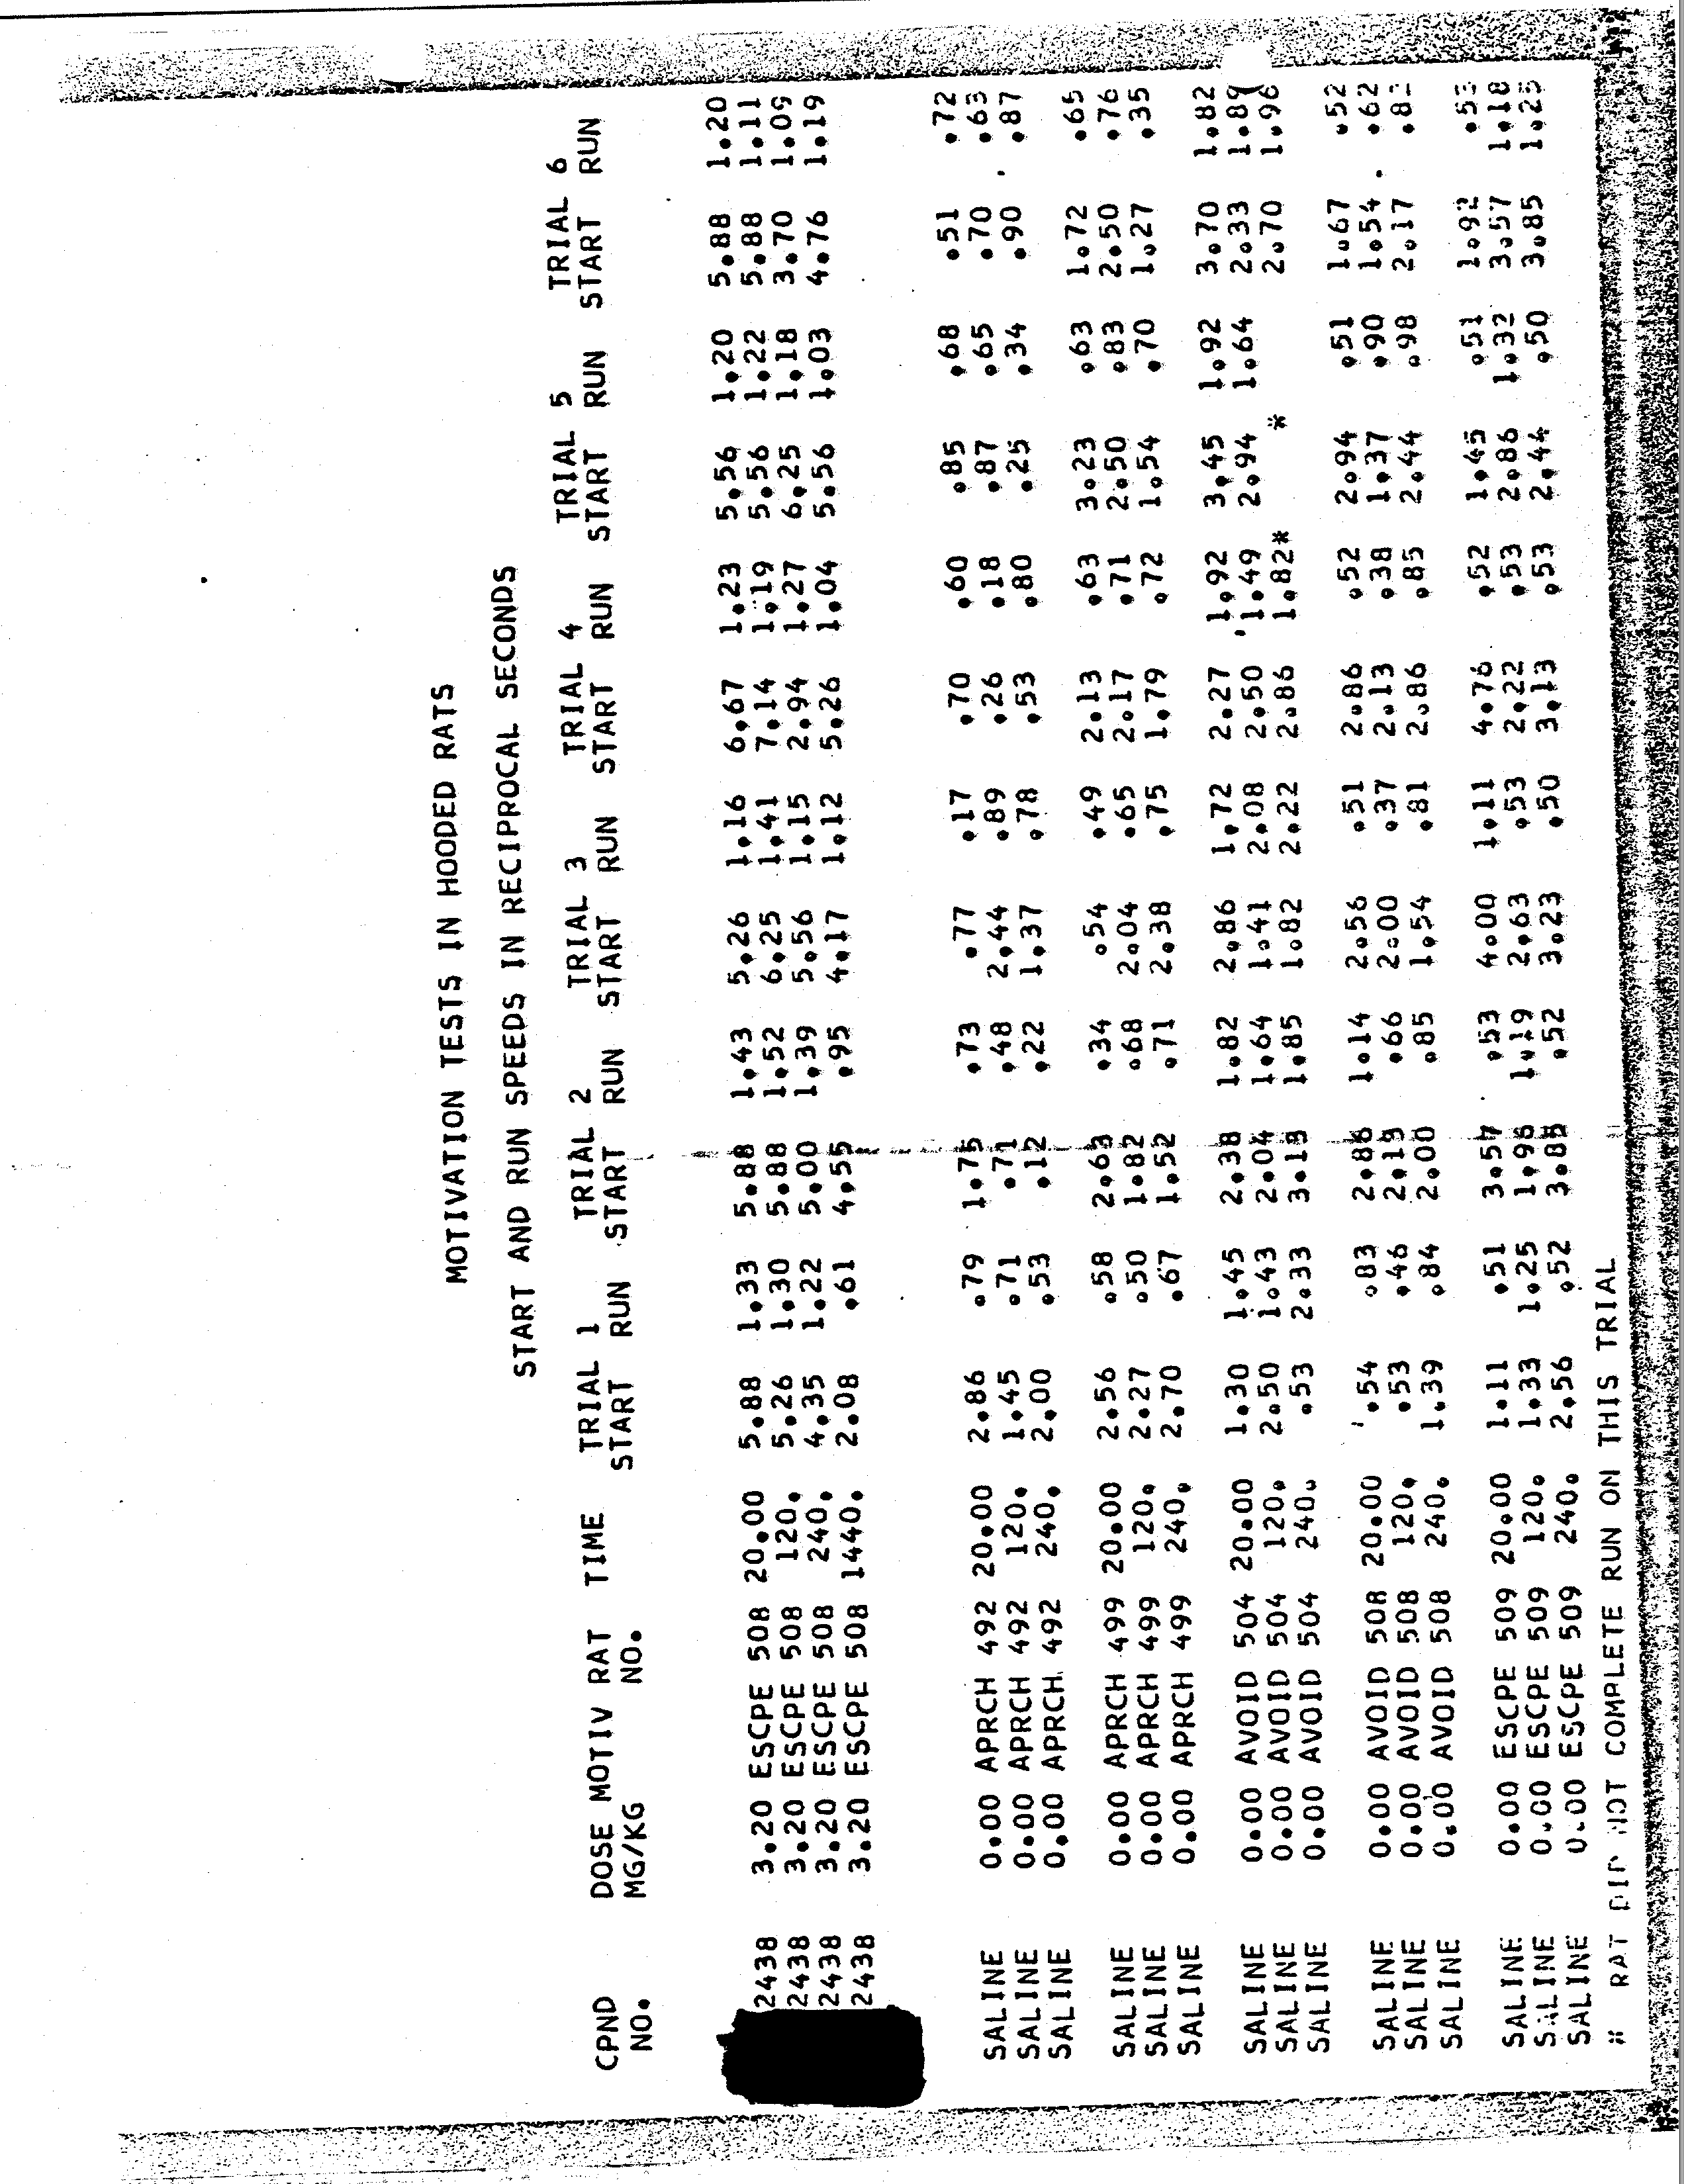 MOTIVATION TESTS IN HOODED RATS
START AND RUN SPEEDS IN RECIPROCAL SECONDS
CPND DOSE MOTIV RAT TIME TRIAL 1 TRIAL 2 TRIAL 3 TRIAL 4 TRIAL 5 TRIAL 6
NO. MG/KG NO. START RUN START RUN START RUN START RUN START RUN START RUN
2438 3.20 ESCPE 508 20.00 5.88 1.33 5.88 1.43 5.26 1.16 6.67 1.23 5.56 1.20 5.88 1.20
2438 3.20 ESCPE 508 120. 5.26 1.30 5.88 1.52 6.25 1.41 7.14 1.19 5.56 1.22 5.88 1.11
2438 3.20 ESCPE 508 240. 4.35 1.22 5.00 1.39 5.56 1.15 2.94 1.27 6.25 1.18 3.70 1.09
2438 3.20 ESCPE 508 1440. 2.08 .61 4.55 .95 4.17 1.12 5.26 1.04 5.56 1.03 4.76 1.19
SALINE 0.00 APRCH 492 20.00 2.86 .79 1.75 .73 .77 .17 .70 .60 .85 .68 .51 .72
SALINE 0.00 APRCH 492 120. 1.45 .71 .71 .48 2.44 .89 .26 .18 .87 .65 .70 .63
SALINE 0.00 APRCH 492 240. 2.00 .53 .12 .22 1.37 .78 .53 .80 .25 .34 .90 .87
SALINE 0.00 APRCH 499 20.00 2.56 .58 2.63 .34 .54 .49 2.13 .63 3.23 .63 1.72 .65
SALINE 0.00 APRCH 499 120. 2.27 .50 1.82 .68 2.04 .65 2.17 .71 2.50 .83 2.50 .76
SALINE 0.00 APRCH 499 240. 2.70 .67 1.52 .71 2.38 .75 1.79 .72 1.54 .70 1.27 .35
SALINE 0.00 AVOID 504 20.00 1.30 1.45 2.38 1.82 2.86 1.72 2.27 1.92 3.45 1.92 3.70 1.82
SALINE 0.00 AVOID 504 120. 2.50 1.43 2.04 1.64 1.41 2.08 2.50 1.49 2.94 1.64 2.33 1.89
SALINE 0.00 AVOID 504 240. .53 2.33 3.13 1.85 1.82 2.22 2.86 1.82* * 2.70 1.96
SALINE 0.00 AVOID 508 20.00 .54 .83 2.86 1.14 2.56 .51 2.86 .52 2.94 .51 1.67 .52
SALINE 0.00 AVOID 508 120. .53 .46 2.13 .66 2.00 .37 2.13 .38 1.37 .90 1.54 .62
SALINE 0.00 AVOID 508 240. 1.39 .84 2.00 .85 1.54 .81 2.86 .85 2.44 .98 2.17
SALINE 0.00 ESCPE 509 20.00 1.11 .51 3.57 .53 4.00 1.11 4.76 .52 1.45 .51 1.92
SALINE 0.00 ESCPE 509 120. 1.33 1.25 1.96 1.19 2.63 .53 2.22 .53 2.86 1.32 3.57 1.18
SALINE 0.00 ESCPE 509 240. 2.56 .52 3.85 .52 3.23 .50 3.13 .53 2.44 .50 3.85 1.25
RAT DID NOT COMPLETE RUN ON THIS TRIAL